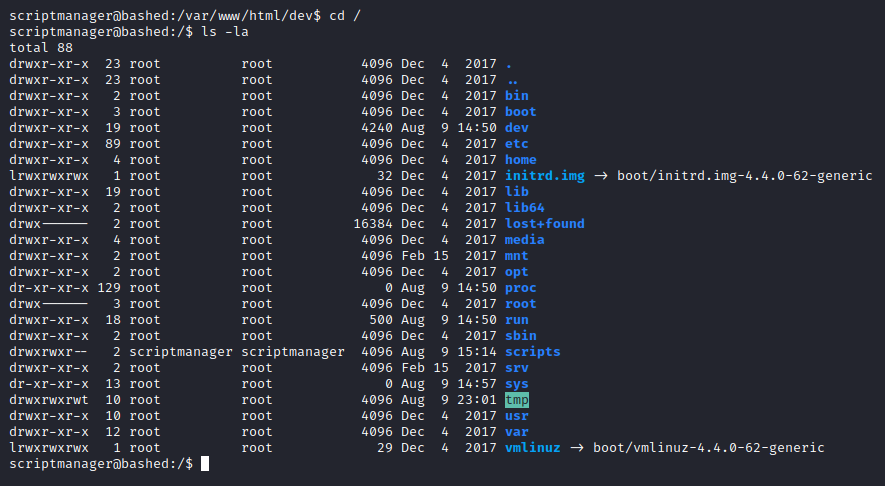 scriptmanager@bashed:/var/www/html/dev$ cd /
scriptmanager@bashed:/$ ls -la
total 88
drwxr-xr-x  23 root          root           4096 Dec  4  2017 .
drwxr-xr-x  23 root          root           4096 Dec  4  2017 ..
drwxr-xr-x   2 root          root           4096 Dec  4  2017 bin
drwxr-xr-x   3 root          root           4096 Dec  4  2017 boot
drwxr-xr-x  19 root          root           4240 Aug  9 14:50 dev
drwxr-xr-x  89 root          root           4096 Dec  4  2017 etc
drwxr-xr-x   4 root          root           4096 Dec  4  2017 home
lrwxrwxrwx   1 root          root             32 Dec  4  2017 initrd.img -> boot/initrd.img-4.4.0-62-generic
drwxr-xr-x  19 root          root           4096 Dec  4  2017 lib
drwxr-xr-x   2 root          root           4096 Dec  4  2017 lib64
drwx------   2 root          root          16384 Dec  4  2017 lost+found
drwxr-xr-x   4 root          root           4096 Dec  4  2017 media
drwxr-xr-x   2 root          root           4096 Feb 15  2017 mnt
drwxr-xr-x   2 root          root           4096 Dec  4  2017 opt
dr-xr-xr-x 129 root          root              0 Aug  9 14:50 proc
drwx------   3 root          root           4096 Dec  4  2017 root
drwxr-xr-x  18 root          root            500 Aug  9 14:50 run
drwxr-xr-x   2 root          root           4096 Dec  4  2017 sbin
drwxrwxr--   2 scriptmanager scriptmanager  4096 Aug  9 15:14 scripts
drwxr-xr-x   2 root          root           4096 Feb 15  2017 srv
dr-xr-xr-x  13 root          root              0 Aug  9 14:57 sys
drwxrwxrwt  10 root          root           4096 Aug  9 23:01 tmp
drwxr-xr-x  10 root          root           4096 Dec  4  2017 usr
drwxr-xr-x  12 root          root           4096 Dec  4  2017 var
lrwxrwxrwx   1 root          root             29 Dec  4  2017 vmlinuz -> boot/vmlinuz-4.4.0-62-generic
scriptmanager@bashed:/$